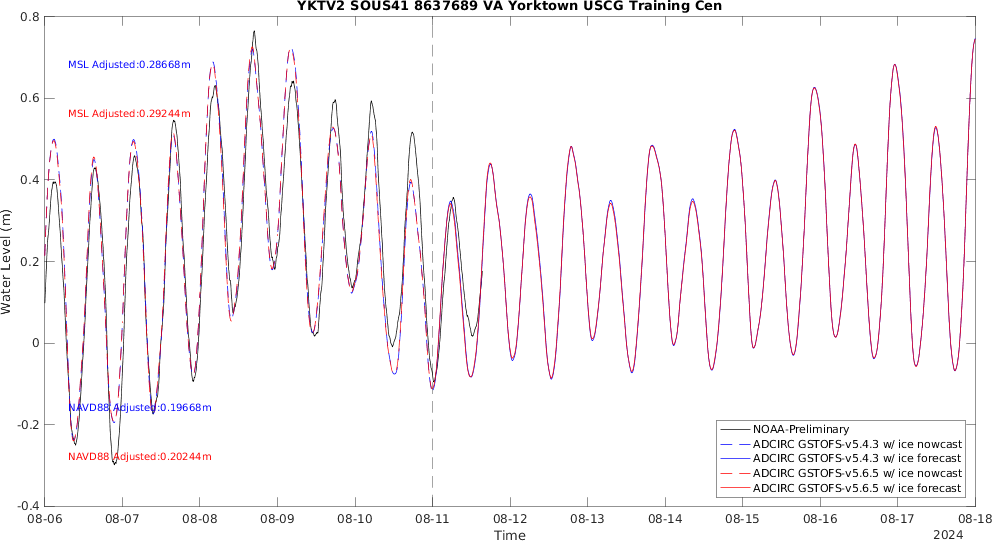 YKTV2 SOUS41 8637689 VA Yorktown USCG Training Cen
0.8
0.6
0.4
0.2
0
-0.2
-0.4
Water Level (m)
MSL Adjusted:0.28668m
MSL Adjusted:0.29244m
NAVD88 Adjusted:0.19668m
NAVD88 Adjusted:0.20244m
NOAA-Preliminary
ADCIRC GSTOFS-v5.4.3 w/ ice nowcast
ADCIRC GSTOFS-v5.4.3 w/ ice forecast
ADCIRC GSTOFS-v5.6.5 w/ ice nowcast
ADCIRC GSTOFS-v5.6.5 w/ ice forecast
08-06 08-07 08-08 08-09 08-10 08-11 08-12 08-13 08-14 08-15 08-16 08-17 08-18
Time
2024